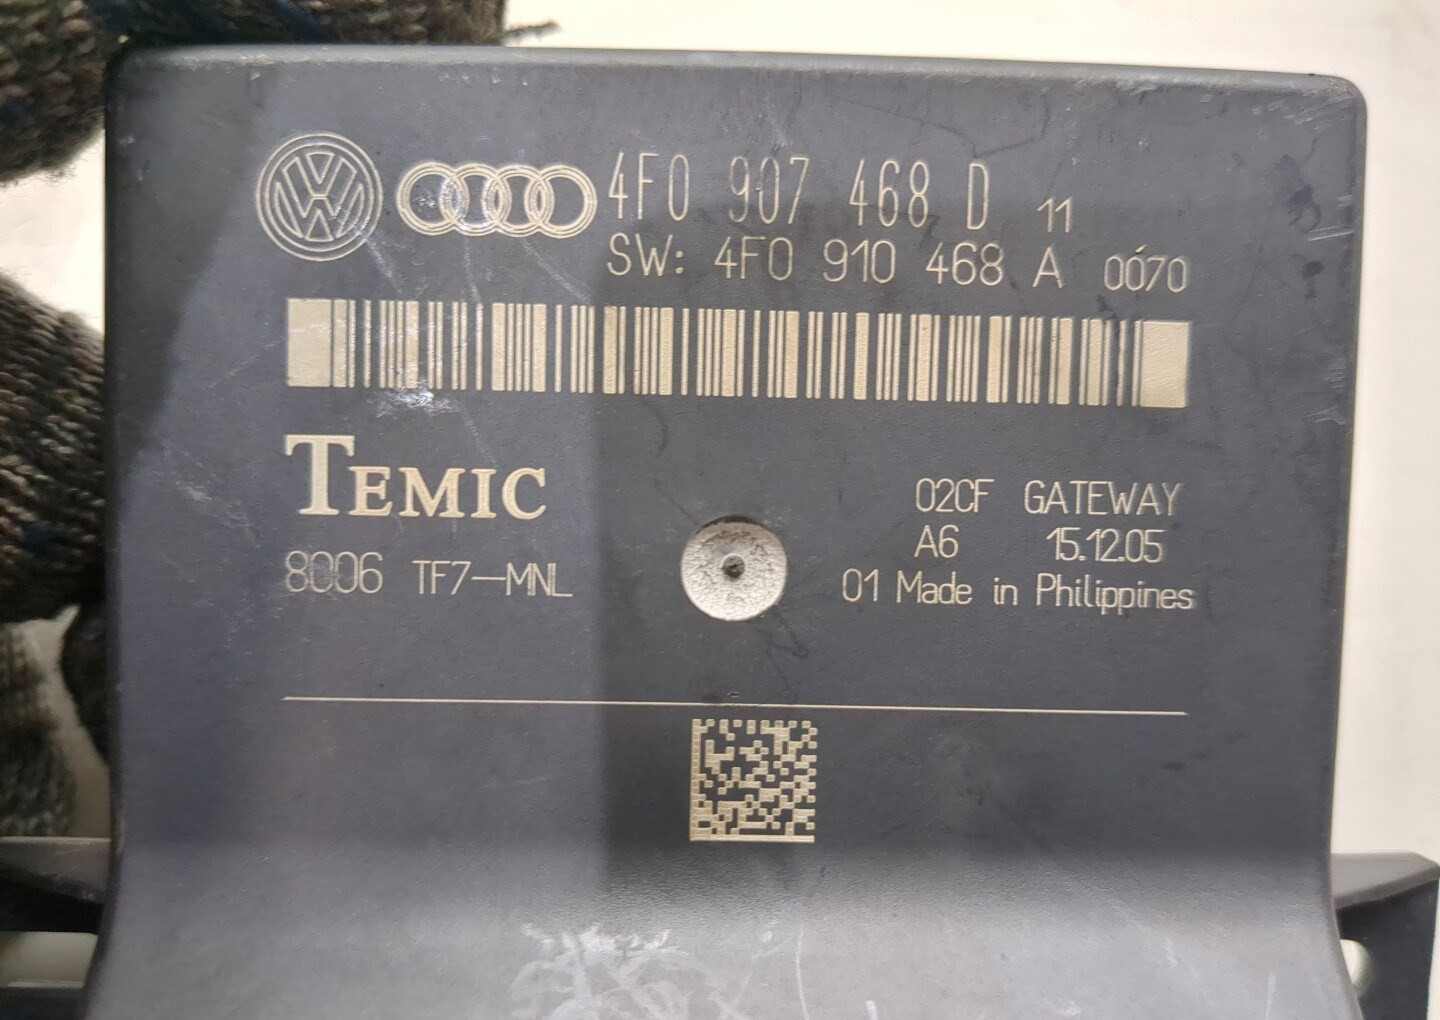 4F0 907 468 D 11
SW: 4F0 910 468 A 0070
TEMIC
8006 TF7-MNL
02CF GATEWAY
A6 15.12.05
01 Made in Philippines